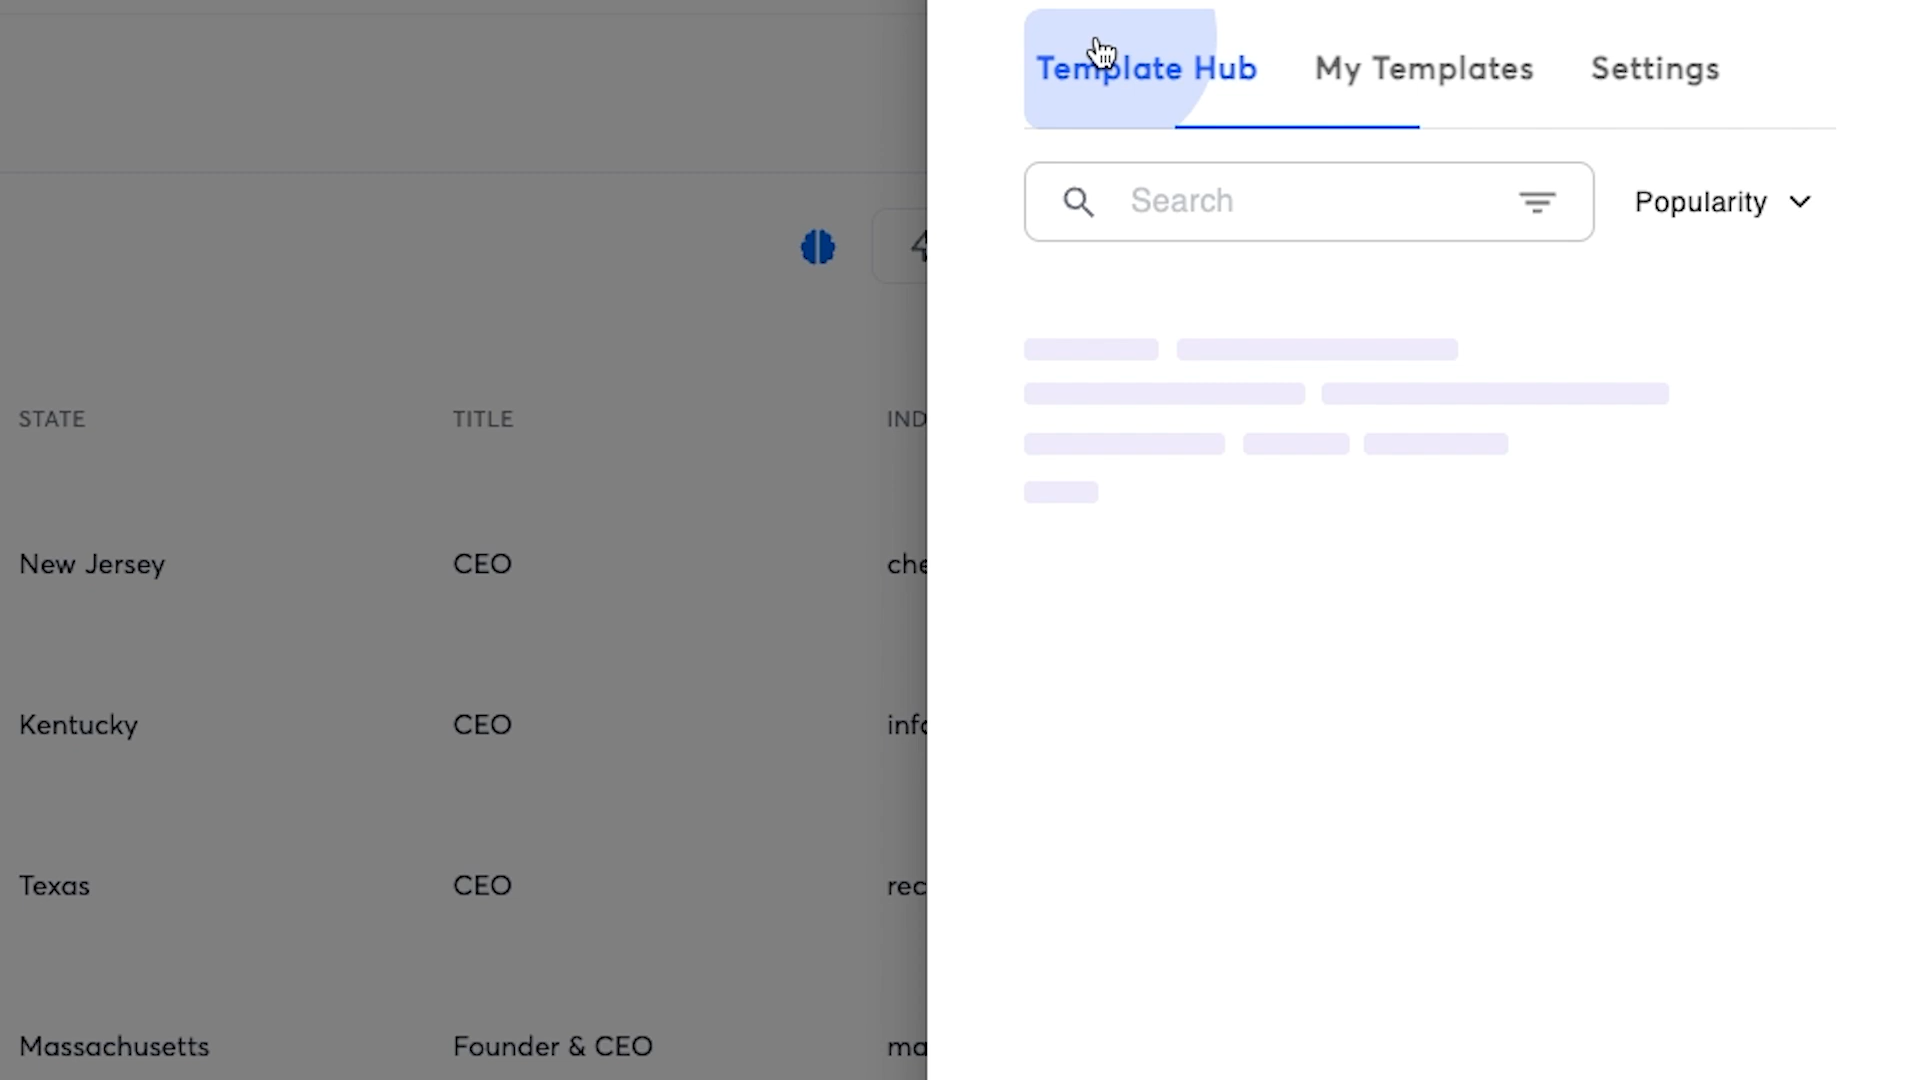 Template Hub My Templates Settings
Search Popularity
STATE TITLE IND
New Jersey CEO che
Kentucky CEO info
Texas CEO rec
Massachusetts Founder & CEO ma